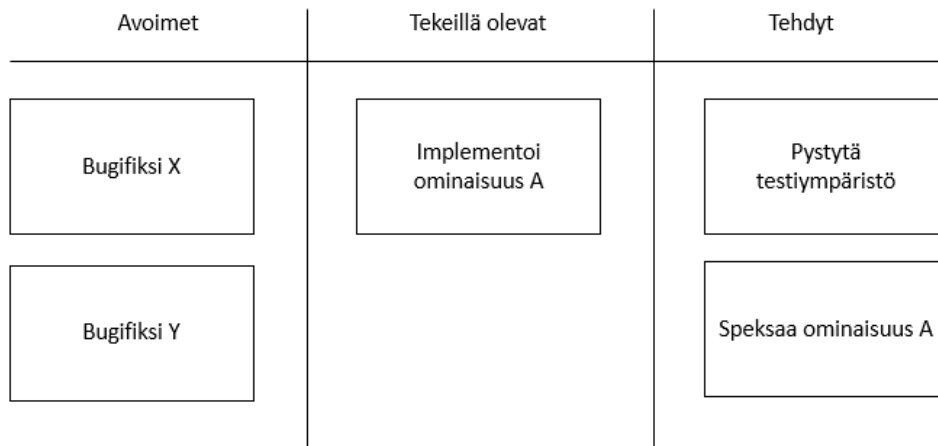 Avoimet
Tekeillä olevat
Tehdyt
Bugifiksi X
Implementoi
ominaisuus A
Pystytä
testiympäristö
Bugifiksi Y
Speksaa ominaisuus A